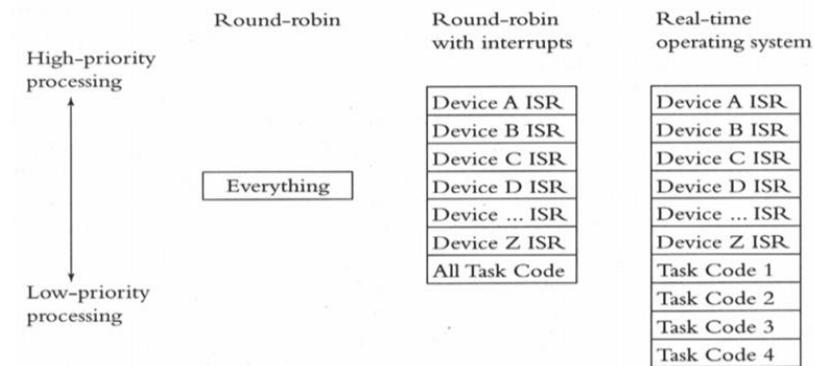 Round-robin
Round-robin
with interrupts
Real-time
operating system
High-priority
processing
Low-priority
processing
Everything
Device A ISR
Device B ISR
Device C ISR
Device D ISR
Device ... ISR
Device Z ISR
All Task Code
Device A ISR
Device B ISR
Device C ISR
Device D ISR
Device ... ISR
Device Z ISR
Task Code 1
Task Code 2
Task Code 3
Task Code 4